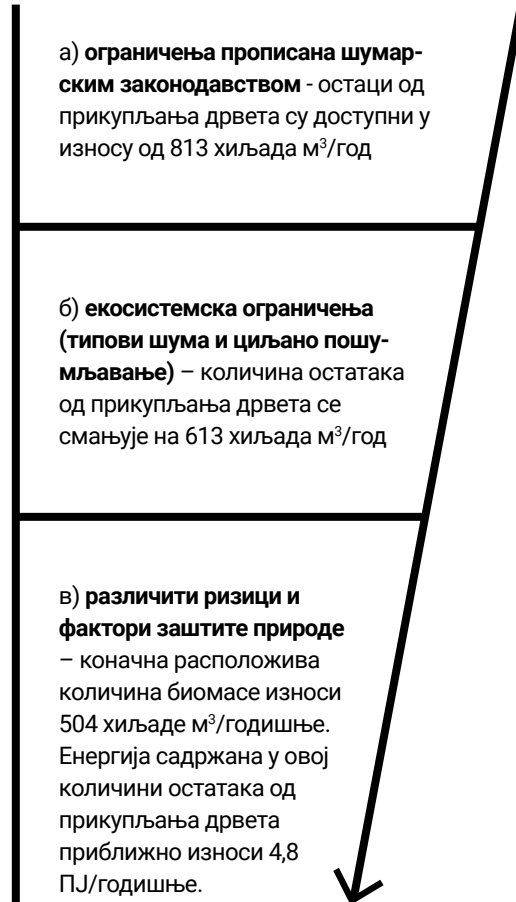 а) ограничења прописана шумар-
ским законодавством - остаци од
прикупљања дрвета су доступни у
износу од 813 хиљада м³/год
б) екосистемска ограничења
(типови шума и циљано пошу-
мљавање) – количина остатака
од прикупљања дрвета се
смањује на 613 хиљада м³/год
в) различити ризици и
фактори заштите природе
– коначна расположива
количина биомасе износи
504 хиљаде м³/годишње.
Енергија садржана у овој
количини остатака од
прикупљања дрвета
приближно износи 4,8
ПЈ/годишње.